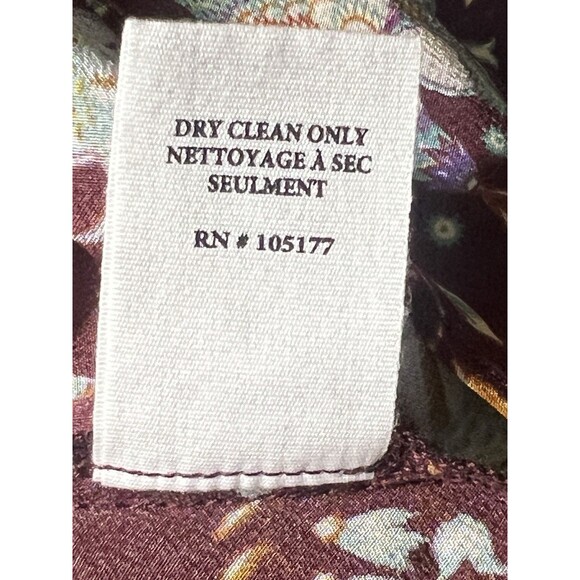 DRY CLEAN ONLY
NETTOYAGE À SEC
SEULMENT
RN # 105177